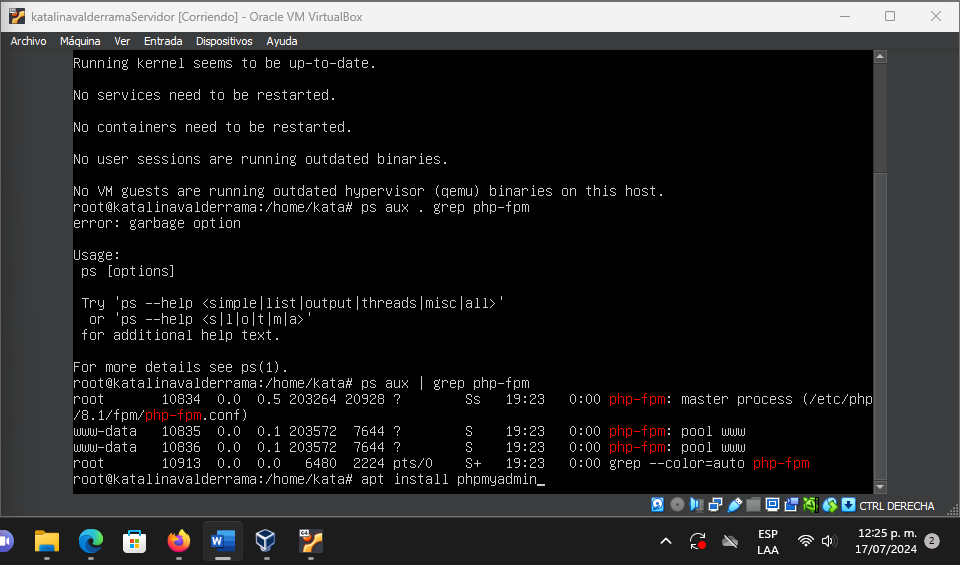 katalinavalderramaServidor [Corriendo] - Oracle VM VirtualBox
Archivo Máquina Ver Entrada Dispositivos Ayuda
Running kernel seems to be up-to-date.
No services need to be restarted.
No containers need to be restarted.
No user sessions are running outdated binaries.
No VM guests are running outdated hypervisor (qemu) binaries on this host.
root@katalinavalderrama:/home/kata# ps aux . grep php-fpm
error: garbage option
Usage:
ps [options]
Try 'ps --help <simple|list|output|threads|misc|all>'
or 'ps --help <s|l|o|t|m|a>'
for additional help text.
For more details see ps(1).
root@katalinavalderrama:/home/kata# ps aux | grep php-fpm
root 10834 0.0 0.5 203264 20928 ? Ss 19:23 0:00 php-fpm: master process (/etc/php
/8.1/fpm/php-fpm.conf)
www-data 10835 0.0 0.1 203572 7644 ? S 19:23 0:00 php-fpm: pool www
www-data 10836 0.0 0.1 203572 7644 ? S 19:23 0:00 php-fpm: pool www
root 10913 0.0 0.0 6480 2224 pts/0 S+ 19:23 0:00 grep --color=auto php-fpm
root@katalinavalderrama:/home/kata# apt install phpmyadmin_
CTRL DERECHA
ESP
LAA
12:25 p. m.
17/07/2024
2